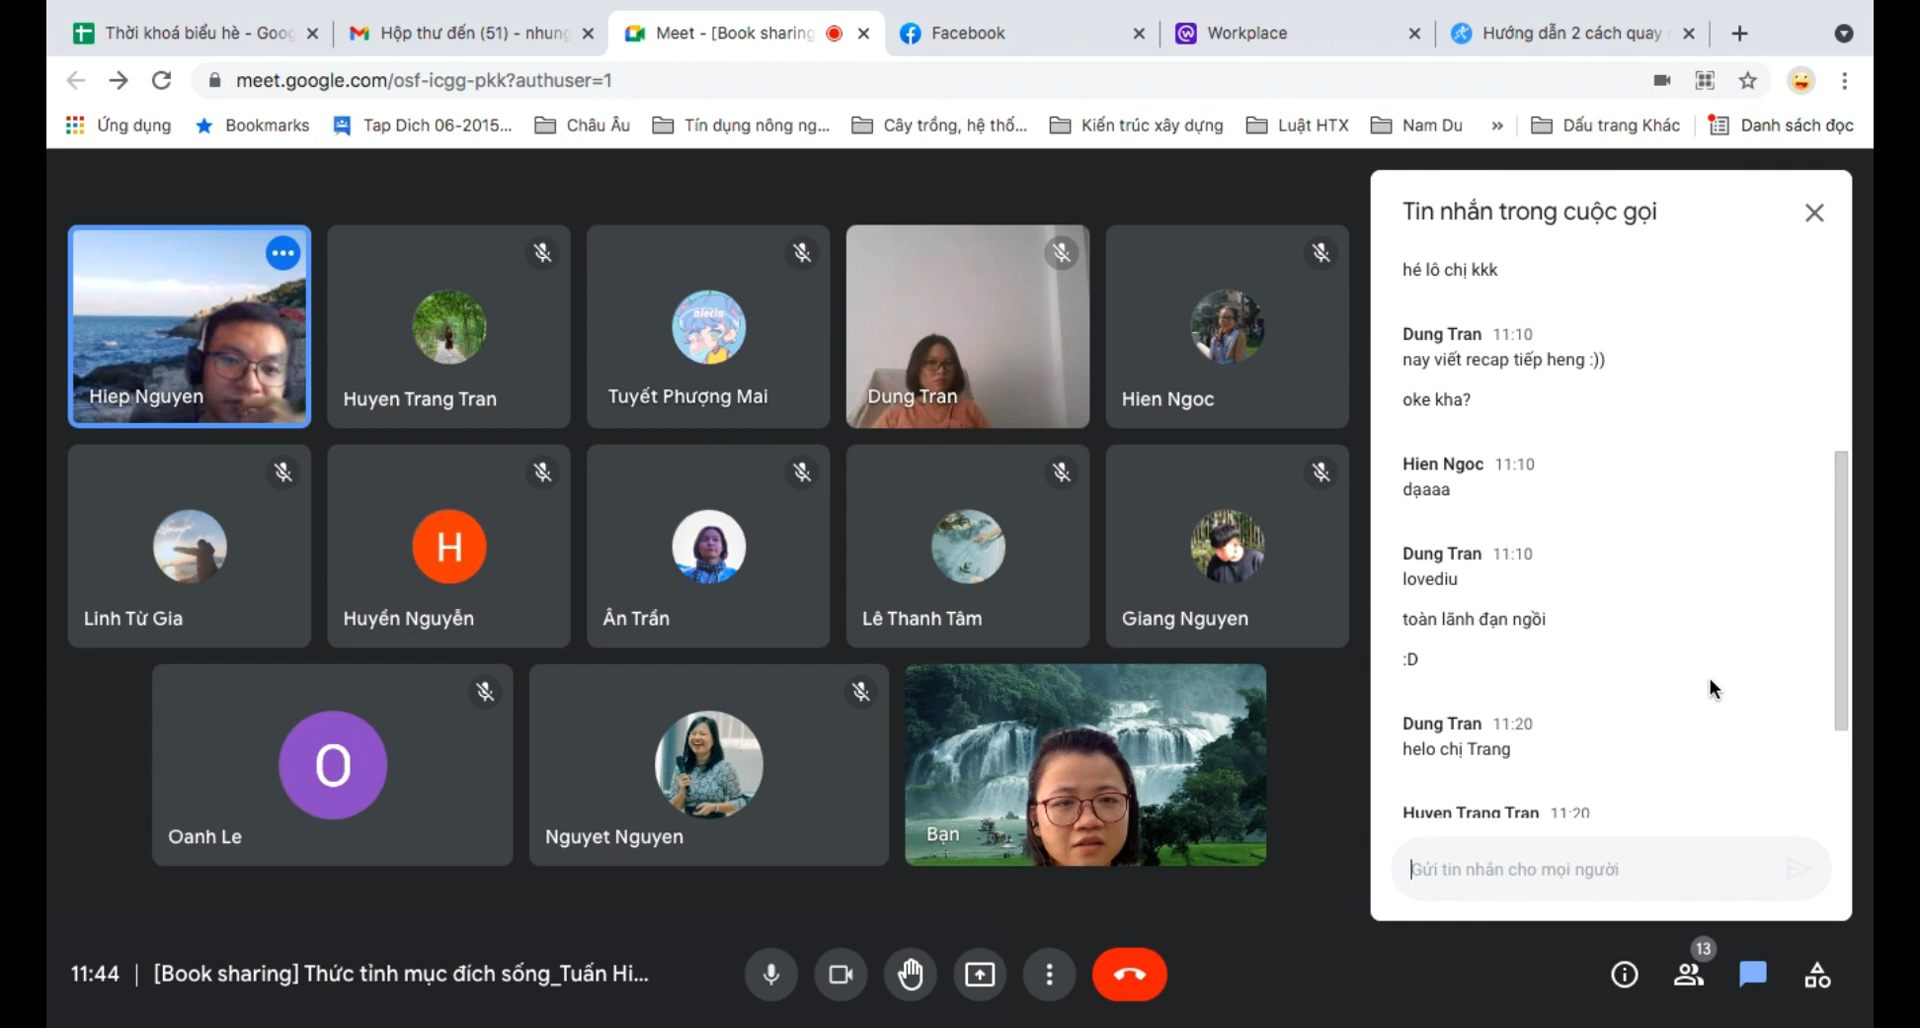 Thời khoá biểu hè - Goog
Hộp thư đến (51) - nhung
Meet - [Book sharing
Facebook
Workplace
Hướng dẫn 2 cách quay
meet.google.com/osf-icgg-pkk?authuser=1
Ứng dụng
Bookmarks
Tap Dich 06-2015...
Châu Âu
Tín dụng nông ng...
Cây trồng, hệ thố...
Kiến trúc xây dựng
Luật HTX
Nam Du
»
Dấu trang Khác
Danh sách đọc
Hiep Nguyen
Huyen Trang Tran
alecia
Tuyết Phượng Mai
Dung Tran
Hien Ngoc
Linh Từ Gia
H
Huyền Nguyễn
Ân Trần
Lê Thanh Tâm
Giang Nguyen
O
Oanh Le
Nguyet Nguyen
Bạn
Tin nhắn trong cuộc gọi
hé lô chị kkk
Dung Tran 11:10
nay viết recap tiếp heng :))
oke kha?
Hien Ngoc 11:10
dạaaa
Dung Tran 11:10
lovediu
toàn lãnh đạn ngồi
:D
Dung Tran 11:20
helo chị Trang
Huyen Trang Tran 11:20
Gửi tin nhắn cho mọi người
11:44 | [Book sharing] Thức tỉnh mục đích sống_Tuấn Hi...
13